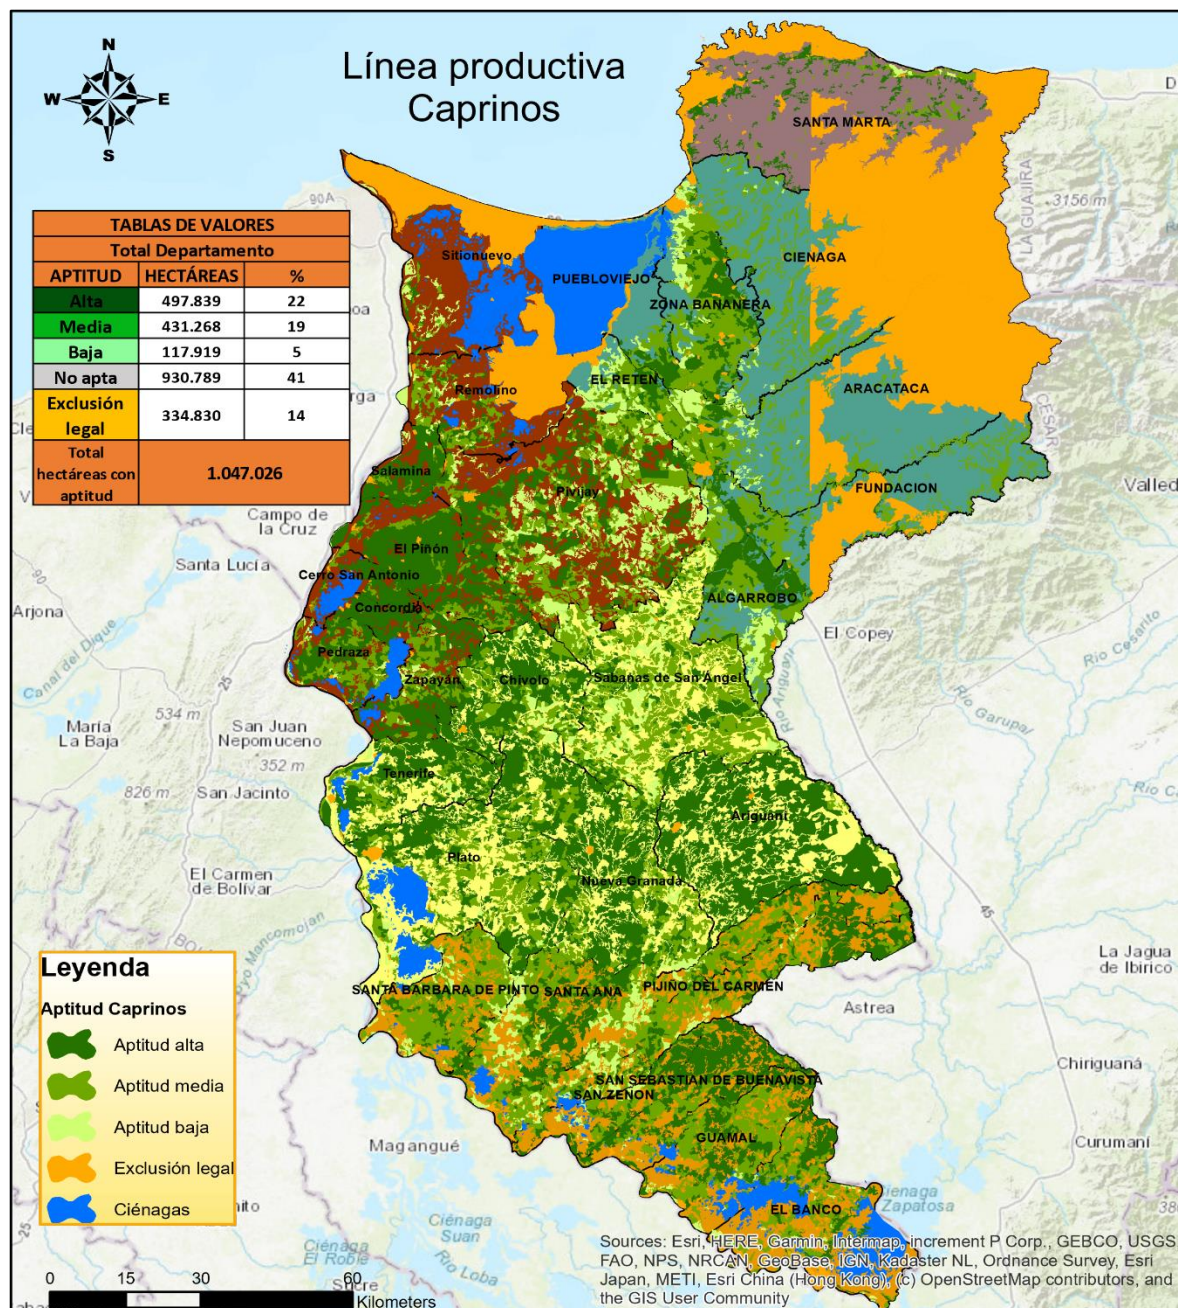 Línea productiva
Caprinos
N
W E
S
TABLAS DE VALORES
Total Departamento
APTITUD HECTÁREAS %
Alta 497.839 22
Media 431.268 19
Baja 117.919 5
No apta 930.789 41
Exclusión legal 334.830 14
Total hectáreas con aptitud 1.047.026
SANTA MARTA
3156 m
LA GUAJIRA
90A
Sitionuevo
PUEBLOVIEJO
CIENAGA
ZONA BANANERA
EL RETEN
ARACATACA
CESAR
Remolino
Salamina
Pivijay
FUNDACION
Valled
Campo de la Cruz
El Piñón
Santa Lucía
Cerro San Antonio
Concordia
ALGARROBO
Arjona
90
Canal del Dique
25
El Copey
Río Cesarito
Pedraza
Zapayán
Chivolo
Sabanas de San Angel
Río Ariguaní
Río Garupal
María La Baja
534 m
San Juan Nepomuceno
352 m
826 m
San Jacinto
Tenerife
Ariguaní
Plato
Nueva Granada
El Carmen de Bolívar
45
La Jagua de Ibirico
SANTA BARBARA DE PINTO
SANTA ANA
PIJIÑO DEL CARMEN
Astrea
Chiriguaná
SAN SEBASTIAN DE BUENAVISTA
SAN ZENON
GUAMAL
Magangué
Curumaní
Ciénaga Zapatosa
EL BANCO
Ciénaga Suan
Ciénaga El Roble
Río Loba
Sucre
25
Leyenda
Aptitud Caprinos
Aptitud alta
Aptitud media
Aptitud baja
Exclusión legal
Ciénagas
0 15 30 60
Kilometers
Sources: Esri, HERE, Garmin, Intermap, increment P Corp., GEBCO, USGS
FAO, NPS, NRCAN, GeoBase, IGN, Kadaster NL, Ordnance Survey, Esri
Japan, METI, Esri China (Hong Kong), (c) OpenStreetMap contributors, and
the GIS User Community